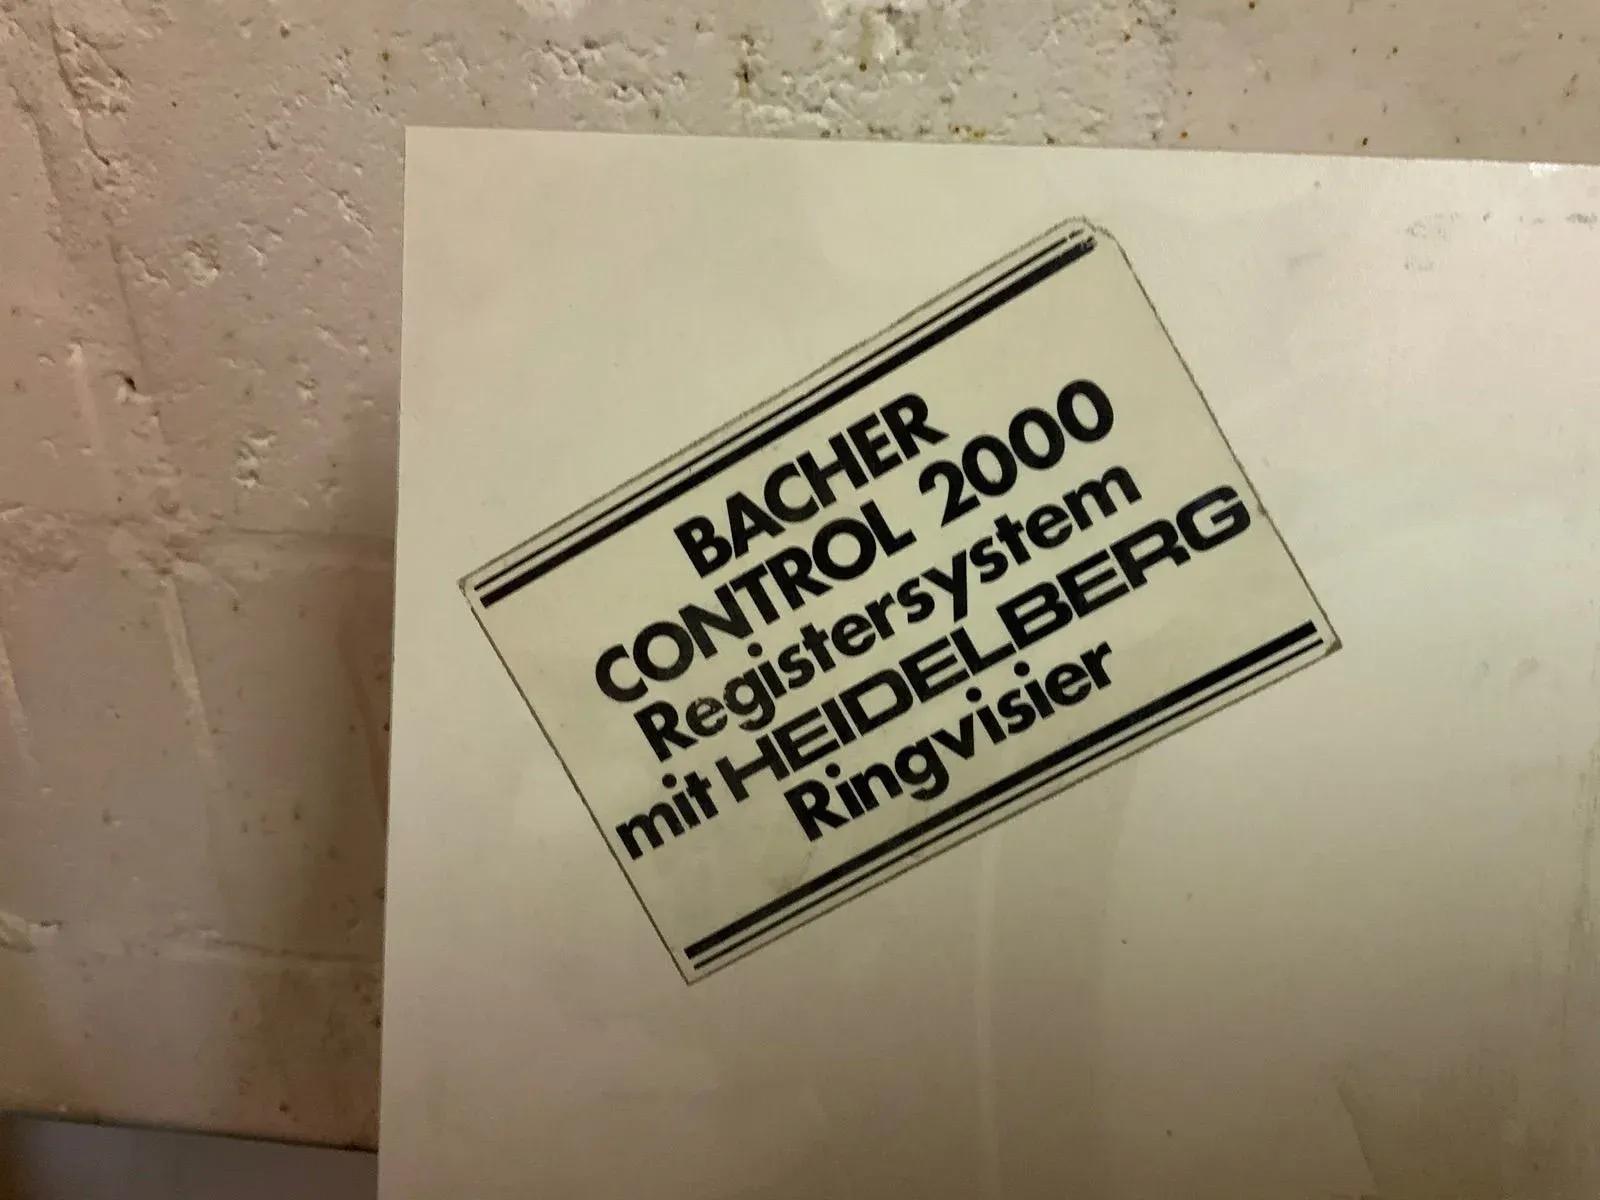 BACHER
CONTROL 2000
Registersystem
mit HEIDELBERG
Ringvisier